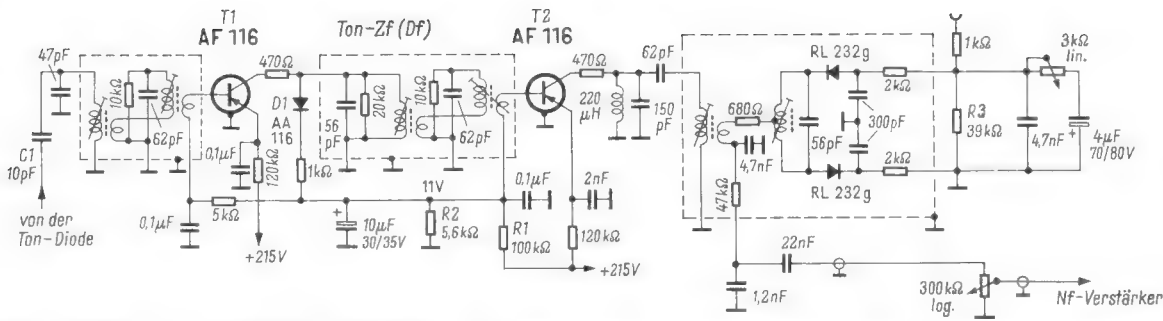 T1
AF 116
Ton-Zf (Df)
T2
AF 116
47pF
10kΩ
62pF
C1
10pF
von der
Ton-Diode
0,1µF
5kΩ
0,1µF
120kΩ
+215V
470Ω
D1
AA
116
1kΩ
56
pF
20kΩ
10kΩ
62pF
10µF
30/35V
11V
R2
5,6kΩ
R1
100kΩ
0,1µF
2nF
120kΩ
+215V
470Ω
220
µH
62pF
150
pF
680Ω
4,7nF
47kΩ
RL 232g
56pF
300pF
RL 232g
2kΩ
2kΩ
1kΩ
R3
39kΩ
3kΩ
lin.
4,7nF
4µF
70/80V
22nF
1,2nF
300kΩ
log.
Nf-Verstärker